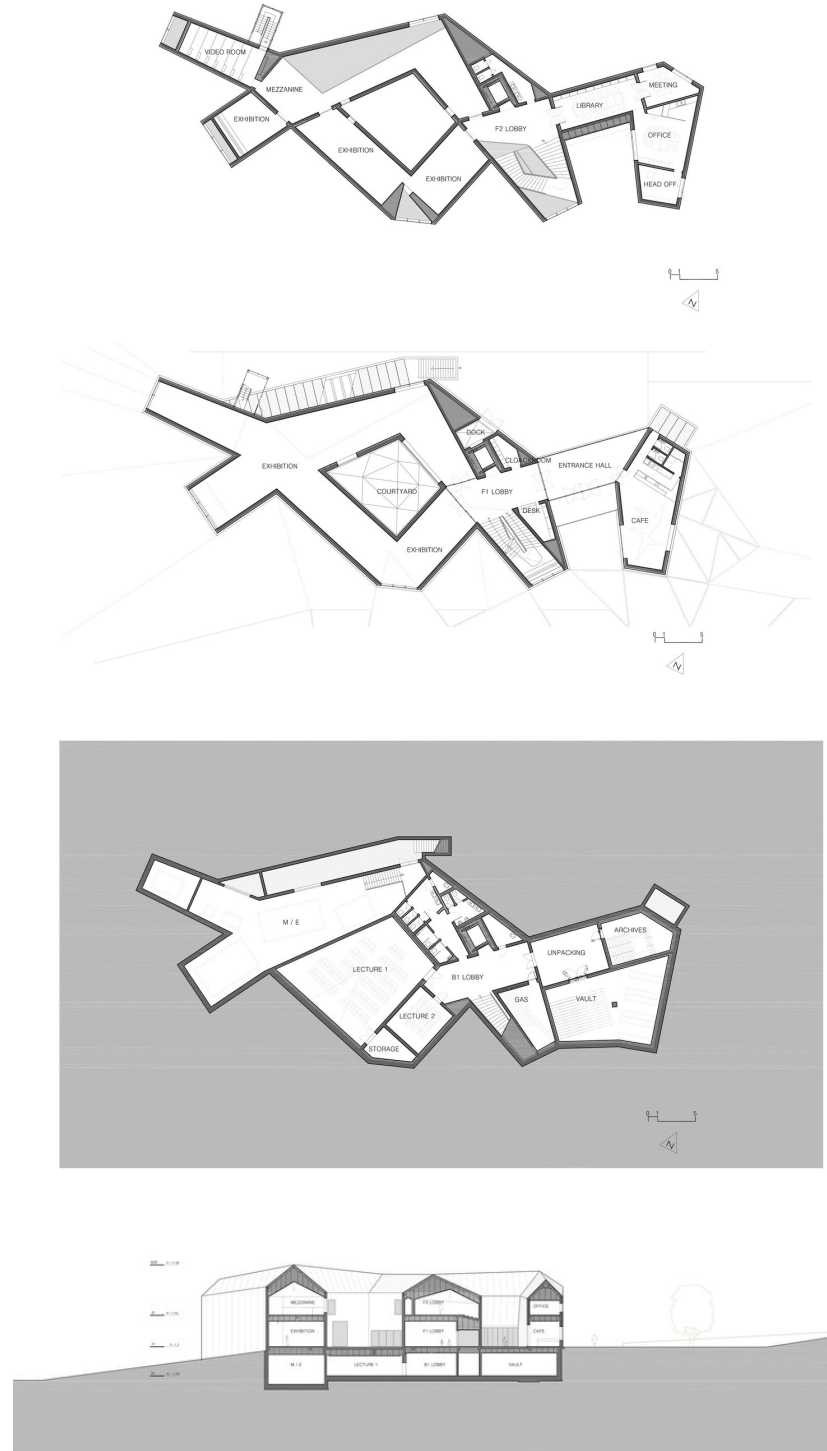 VIDEO ROOM
MEZZANINE
EXHIBITION
EXHIBITION
EXHIBITION
F2 LOBBY
LIBRARY
MEETING
OFFICE
HEAD OFF.
0 1 5
N
EXHIBITION
COURTYARD
EXHIBITION
DOCK
CLOACKROOM
F1 LOBBY
DESK
ENTRANCE HALL
CAFE
0 1 5
N
M / E
LECTURE 1
LECTURE 2
STORAGE
B1 LOBBY
GAS
UNPACKING
ARCHIVES
VAULT
0 1 5
N
MEZZANINE
F2 LOBBY
OFFICE
EXHIBITION
F1 LOBBY
CAFE
M / E
LECTURE 1
B1 LOBBY
VAULT